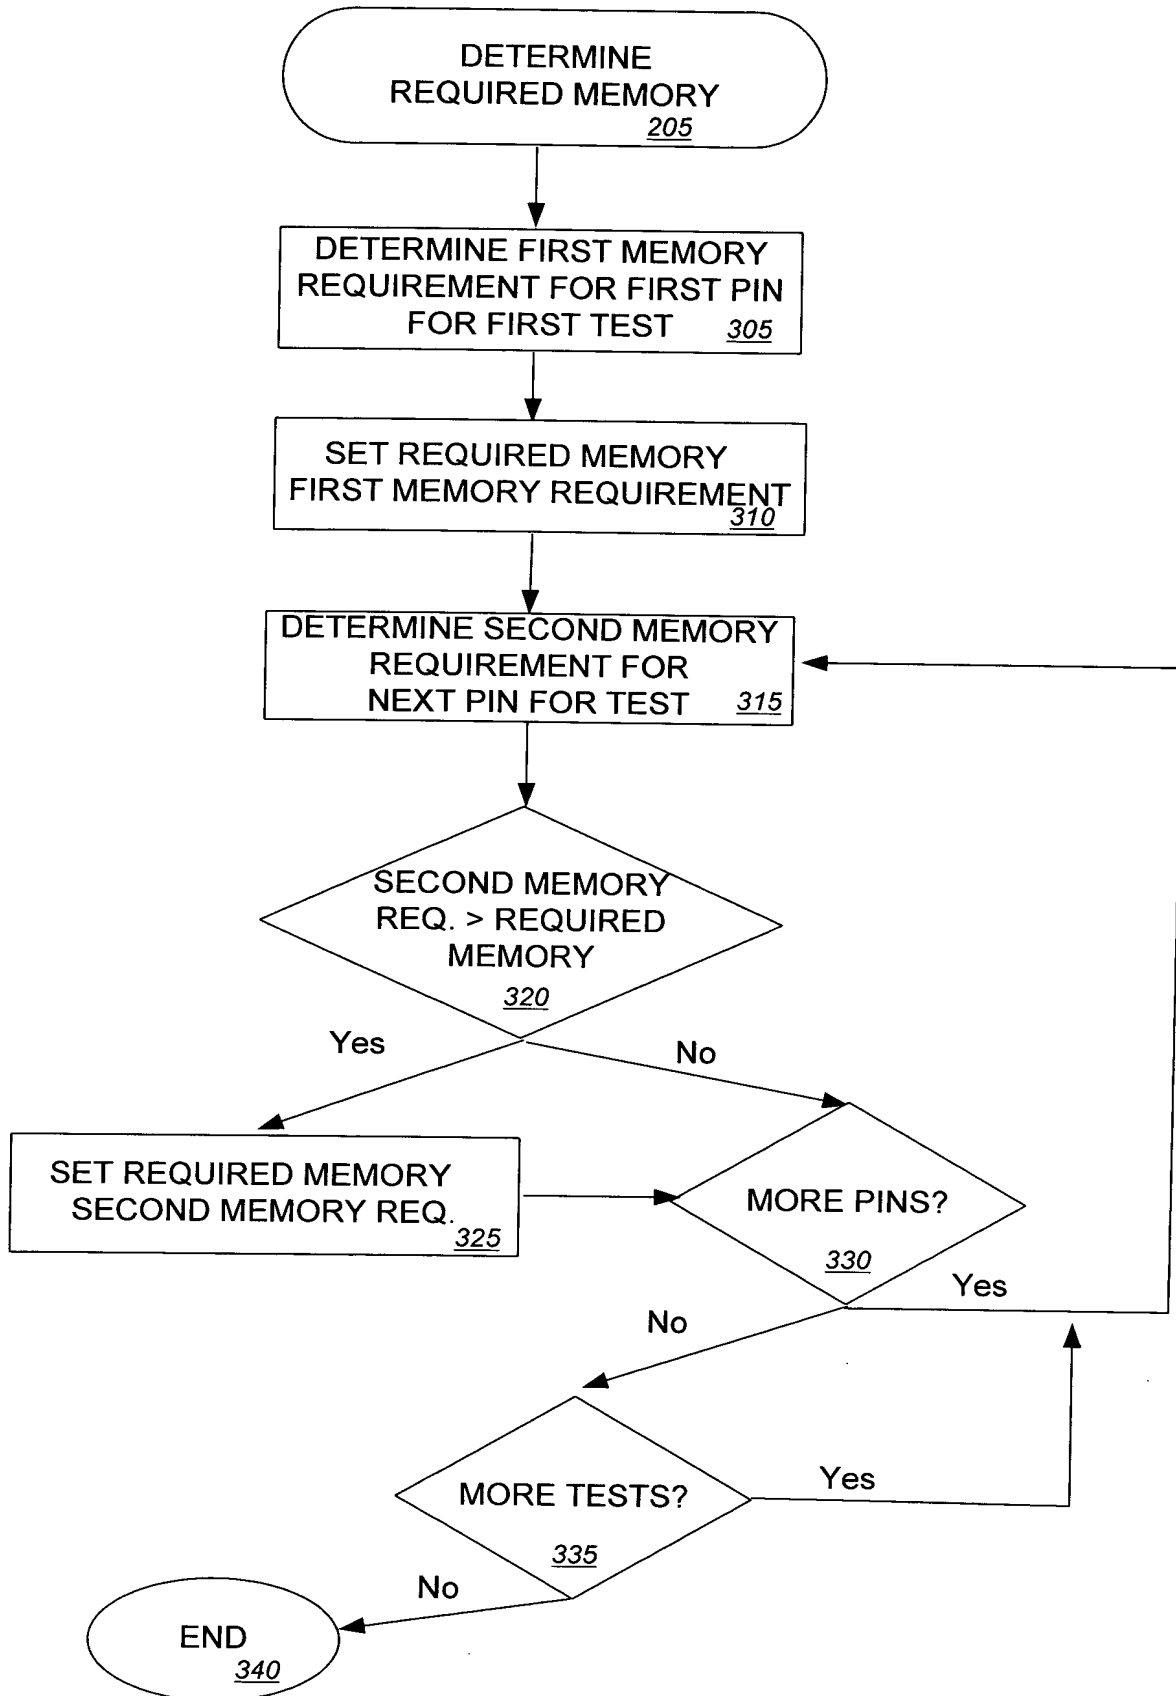 DETERMINE
REQUIRED MEMORY
205
DETERMINE FIRST MEMORY
REQUIREMENT FOR FIRST PIN
FOR FIRST TEST 305
SET REQUIRED MEMORY
FIRST MEMORY REQUIREMENT
310
DETERMINE SECOND MEMORY
REQUIREMENT FOR
NEXT PIN FOR TEST 315
SECOND MEMORY
REQ. > REQUIRED
MEMORY
320
Yes
No
SET REQUIRED MEMORY
SECOND MEMORY REQ.
325
MORE PINS?
330
Yes
No
MORE TESTS?
335
Yes
No
END
340